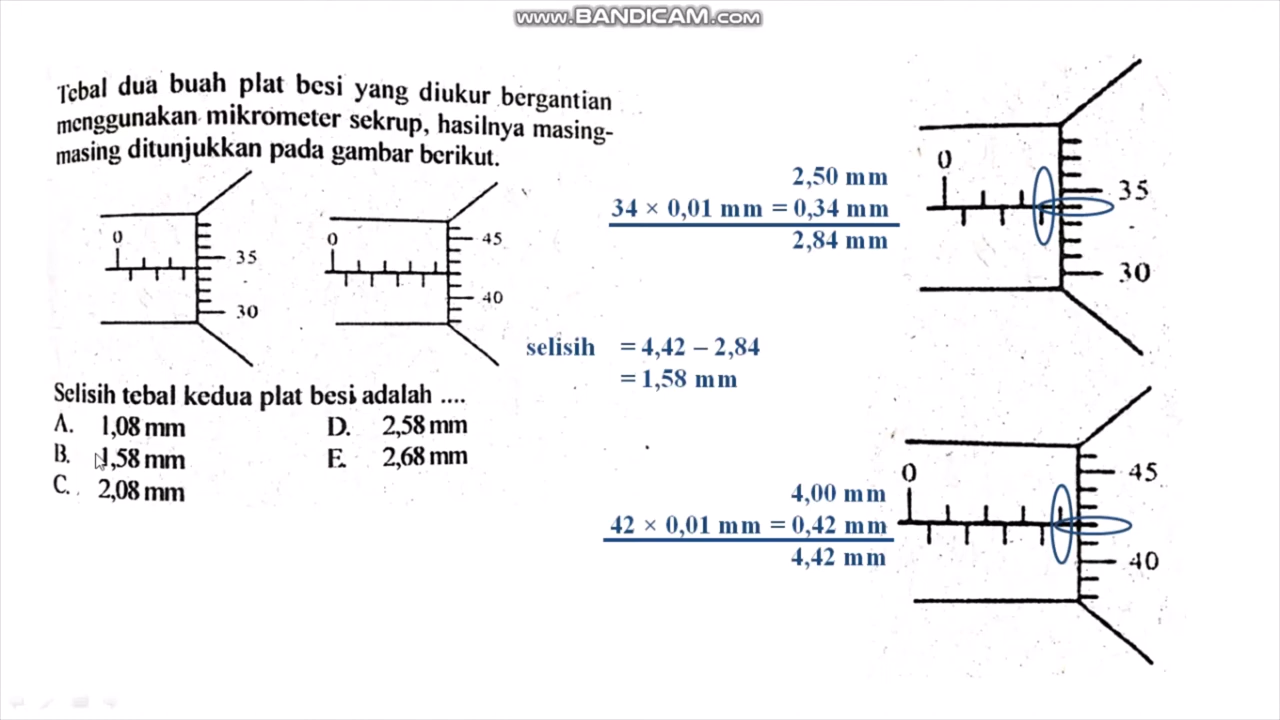 www.BANDICAM.com
Tebal dua buah plat besi yang diukur bergantian
menggunakan mikrometer sekrup, hasilnya masing-
masing ditunjukkan pada gambar berikut.
0
35
30
0
45
40
Selisih tebal kedua plat besi adalah ....
A. 1,08 mm
B. 1,58 mm
C. 2,08 mm
D. 2,58 mm
E. 2,68 mm
2,50 mm
34 × 0,01 mm = 0,34 mm
2,84 mm
selisih = 4,42 – 2,84
= 1,58 mm
4,00 mm
42 × 0,01 mm = 0,42 mm
4,42 mm
0
35
30
0
45
40